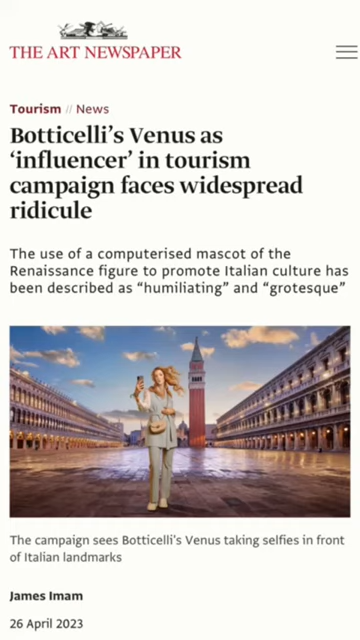 THE ART NEWSPAPER
Tourism // News
Botticelli's Venus as
‘influencer’ in tourism
campaign faces widespread
ridicule
The use of a computerised mascot of the
Renaissance figure to promote Italian culture has
been described as “humiliating” and “grotesque”
The campaign sees Botticelli's Venus taking selfies in front
of Italian landmarks
James Imam
26 April 2023